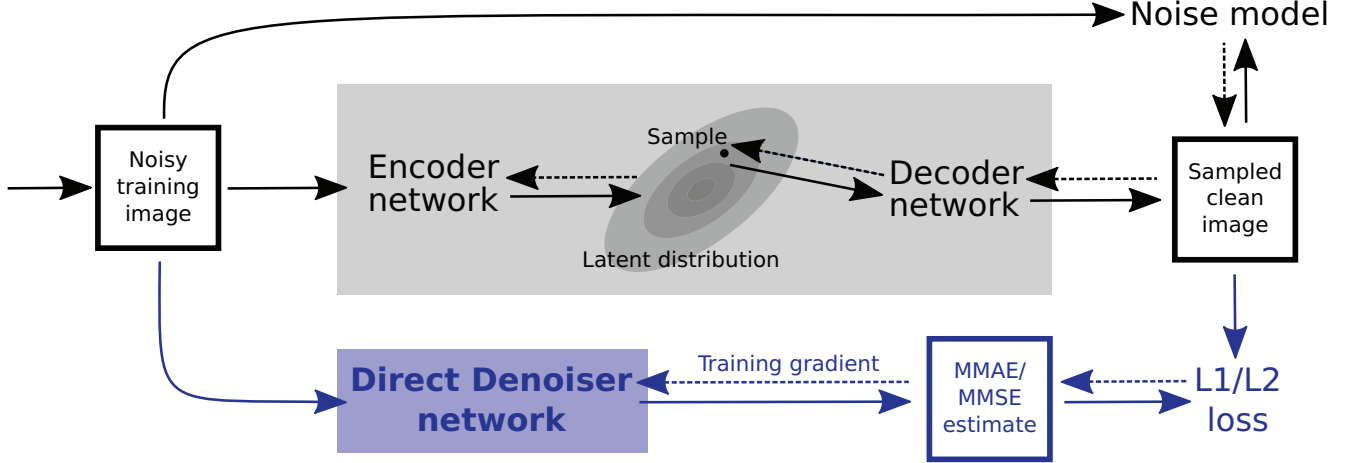 Noise model
Noisy
training
image
Encoder
network
Sample
Latent distribution
Decoder
network
Sampled
clean
image
Direct Denoiser
network
Training gradient
MMAE/
MMSE
estimate
L1/L2
loss